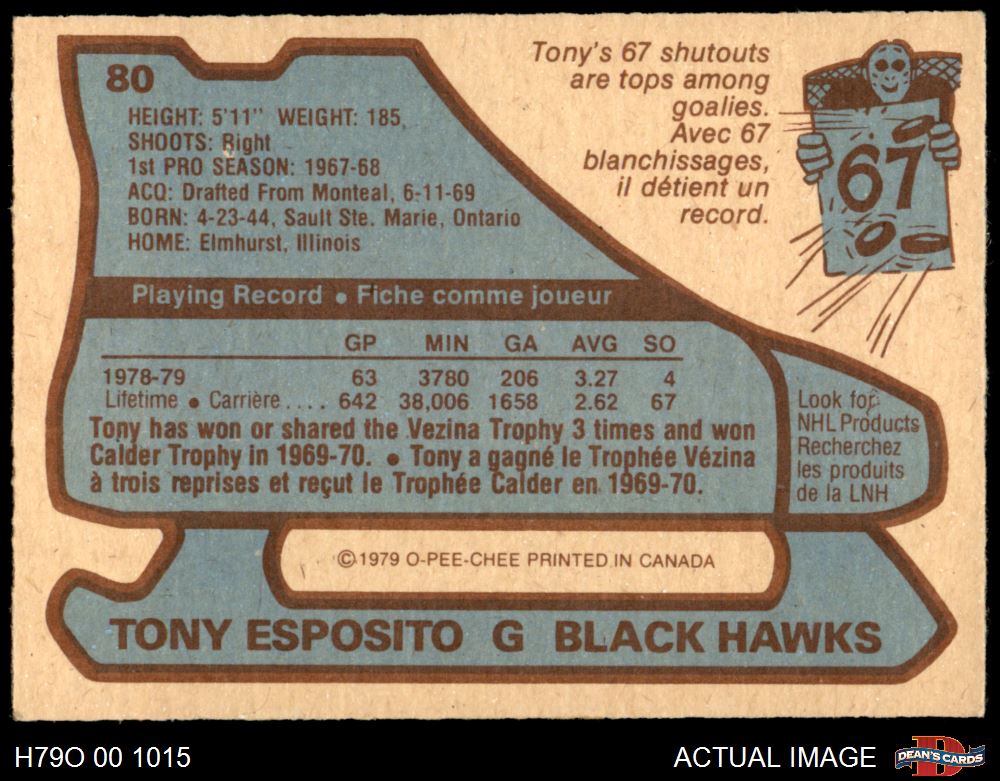 80
HEIGHT: 5'11" WEIGHT: 185,
SHOOTS: Right
1st PRO SEASON: 1967-68
ACQ: Drafted From Monteal, 6-11-69
BORN: 4-23-44, Sault Ste. Marie, Ontario
HOME: Elmhurst, Illinois
Tony's 67 shutouts
are tops among
goalies.
Avec 67
blanchissages,
il détient un
record.
67
Playing Record • Fiche comme joueur
GP MIN GA AVG SO
1978-79 63 3780 206 3.27 4
Lifetime • Carrière.... 642 38,006 1658 2.62 67
Tony has won or shared the Vezina Trophy 3 times and won
Calder Trophy in 1969-70. • Tony a gagné le Trophée Vézina
à trois reprises et reçut le Trophée Calder en 1969-70.
Look for
NHL Products
Recherchez
les produits
de la LNH
©1979 O-PEE-CHEE PRINTED IN CANADA
TONY ESPOSITO G BLACK HAWKS
H79O 00 1015
ACTUAL IMAGE
D
DEAN'S CARDS